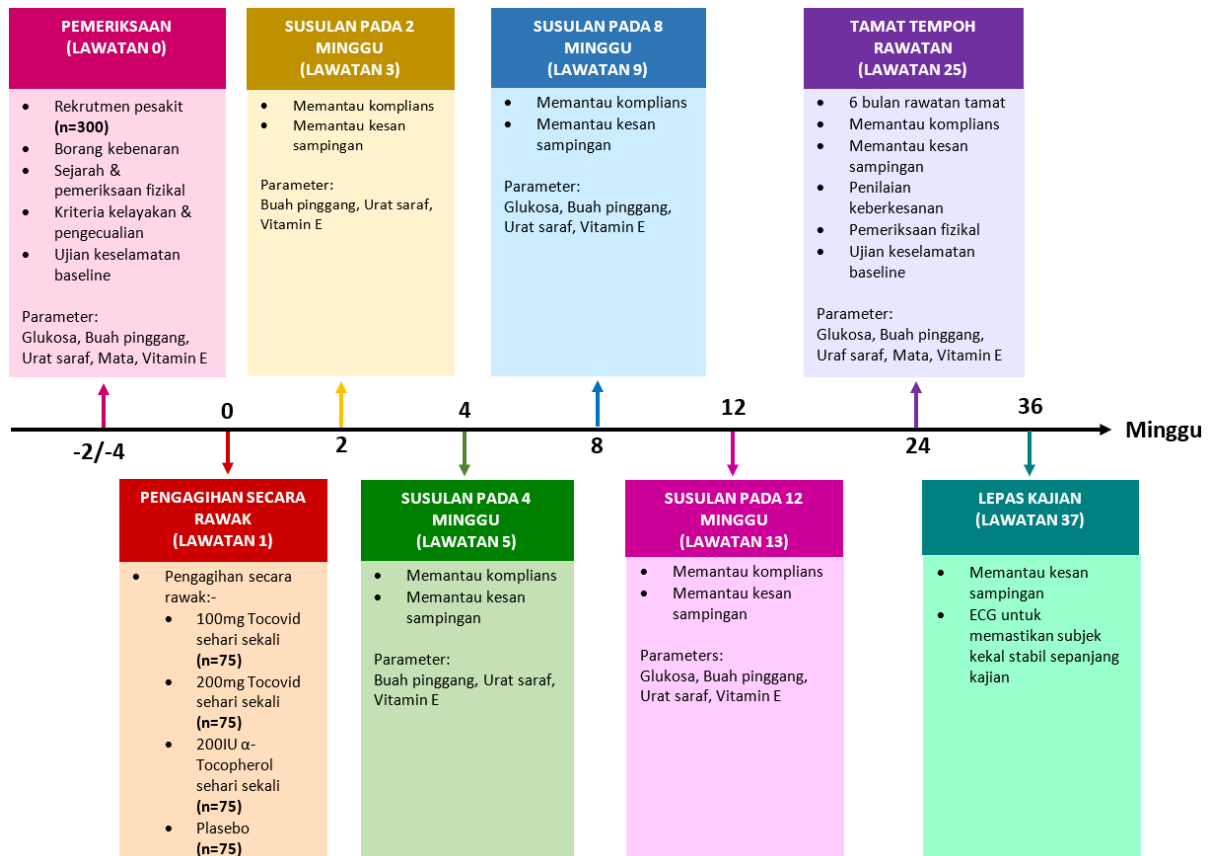 PEMERIKSAAN
(LAWATAN 0)
• Rekrutmen pesakit
(n=300)
• Borang kebenaran
• Sejarah &
pemeriksaan fizikal
• Kriteria kelayakan &
pengecualian
• Ujian keselamatan
baseline
Parameter:
Glukosa, Buah pinggang,
Urat saraf, Mata, Vitamin E
SUSULAN PADA 2
MINGGU
(LAWATAN 3)
• Memantau komplians
• Memantau kesan
sampingan
Parameter:
Buah pinggang, Urat saraf,
Vitamin E
SUSULAN PADA 8
MINGGU
(LAWATAN 9)
• Memantau komplians
• Memantau kesan
sampingan
Parameter:
Glukosa, Buah pinggang,
Urat saraf, Vitamin E
TAMAT TEMPOH
RAWATAN
(LAWATAN 25)
• 6 bulan rawatan tamat
• Memantau komplians
• Memantau kesan
sampingan
• Penilaian
keberkesanan
• Pemeriksaan fizikal
• Ujian keselamatan
baseline
Parameter:
Glukosa, Buah pinggang,
Uraf saraf, Mata, Vitamin E
-2/-4
0
2
4
8
12
24
36
Minggu
PENGAGIHAN SECARA
RAWAK
(LAWATAN 1)
• Pengagihan secara
rawak:-
• 100mg Tocovid
sehari sekali
(n=75)
• 200mg Tocovid
sehari sekali
(n=75)
• 200IU α-
Tocopherol
sehari sekali
(n=75)
• Plasebo
(n=75)
SUSULAN PADA 4
MINGGU
(LAWATAN 5)
• Memantau komplians
• Memantau kesan
sampingan
Parameter:
Buah pinggang, Urat saraf,
Vitamin E
SUSULAN PADA 12
MINGGU
(LAWATAN 13)
• Memantau komplians
• Memantau kesan
sampingan
Parameters:
Glukosa, Buah pinggang,
Urat saraf, Vitamin E
LEPAS KAJIAN
(LAWATAN 37)
• Memantau kesan
sampingan
• ECG untuk
memastikan subjek
kekal stabil sepanjang
kajian